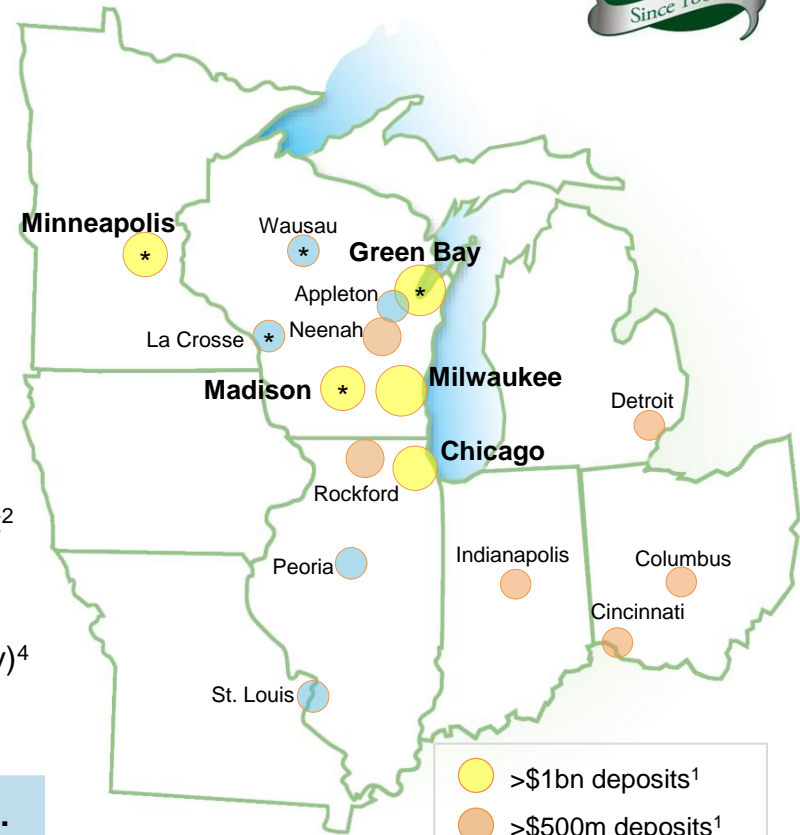 Since
Minneapolis
*
Wausau
*
Green Bay
*
Appleton
La Crosse
*
Neenah
Madison
*
Milwaukee
Detroit
Chicago
Rockford
2
Peoria
Indianapolis
Columbus
Cincinnati
)4
St. Louis
>$1bn deposits1
>$500m deposits1
.